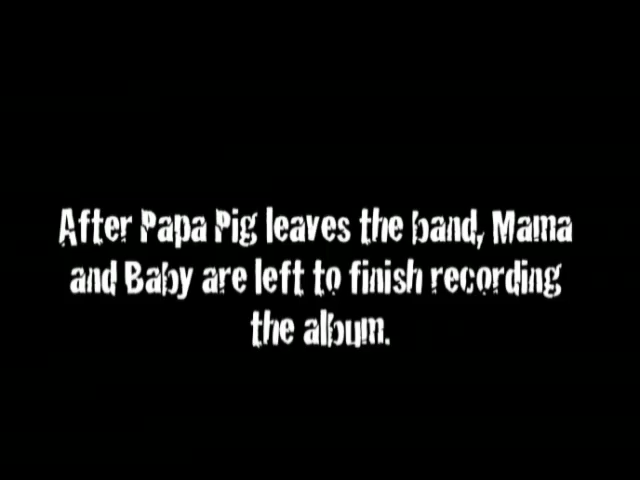 After Papa Pig leaves the band, Mama
and Baby are left to finish recording
the album.